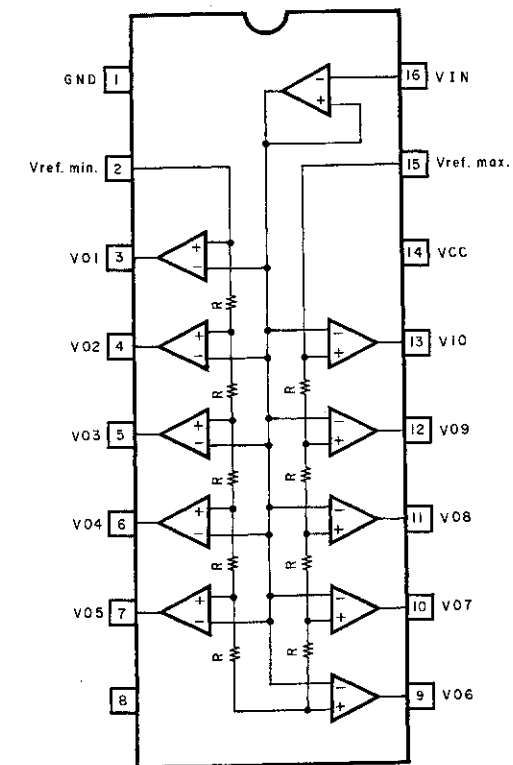 GND 1
16 VIN
- +
Vref. min. 2
15 Vref. max.
VO1 3
+ -
14 VCC
R
VO2 4
+ -
- +
13 V10
R
R
VO3 5
+ -
- +
12 VO9
R
R
VO4 6
+ -
- +
11 VO8
R
R
VO5 7
+ -
- +
10 VO7
R
R
8
- +
9 VO6